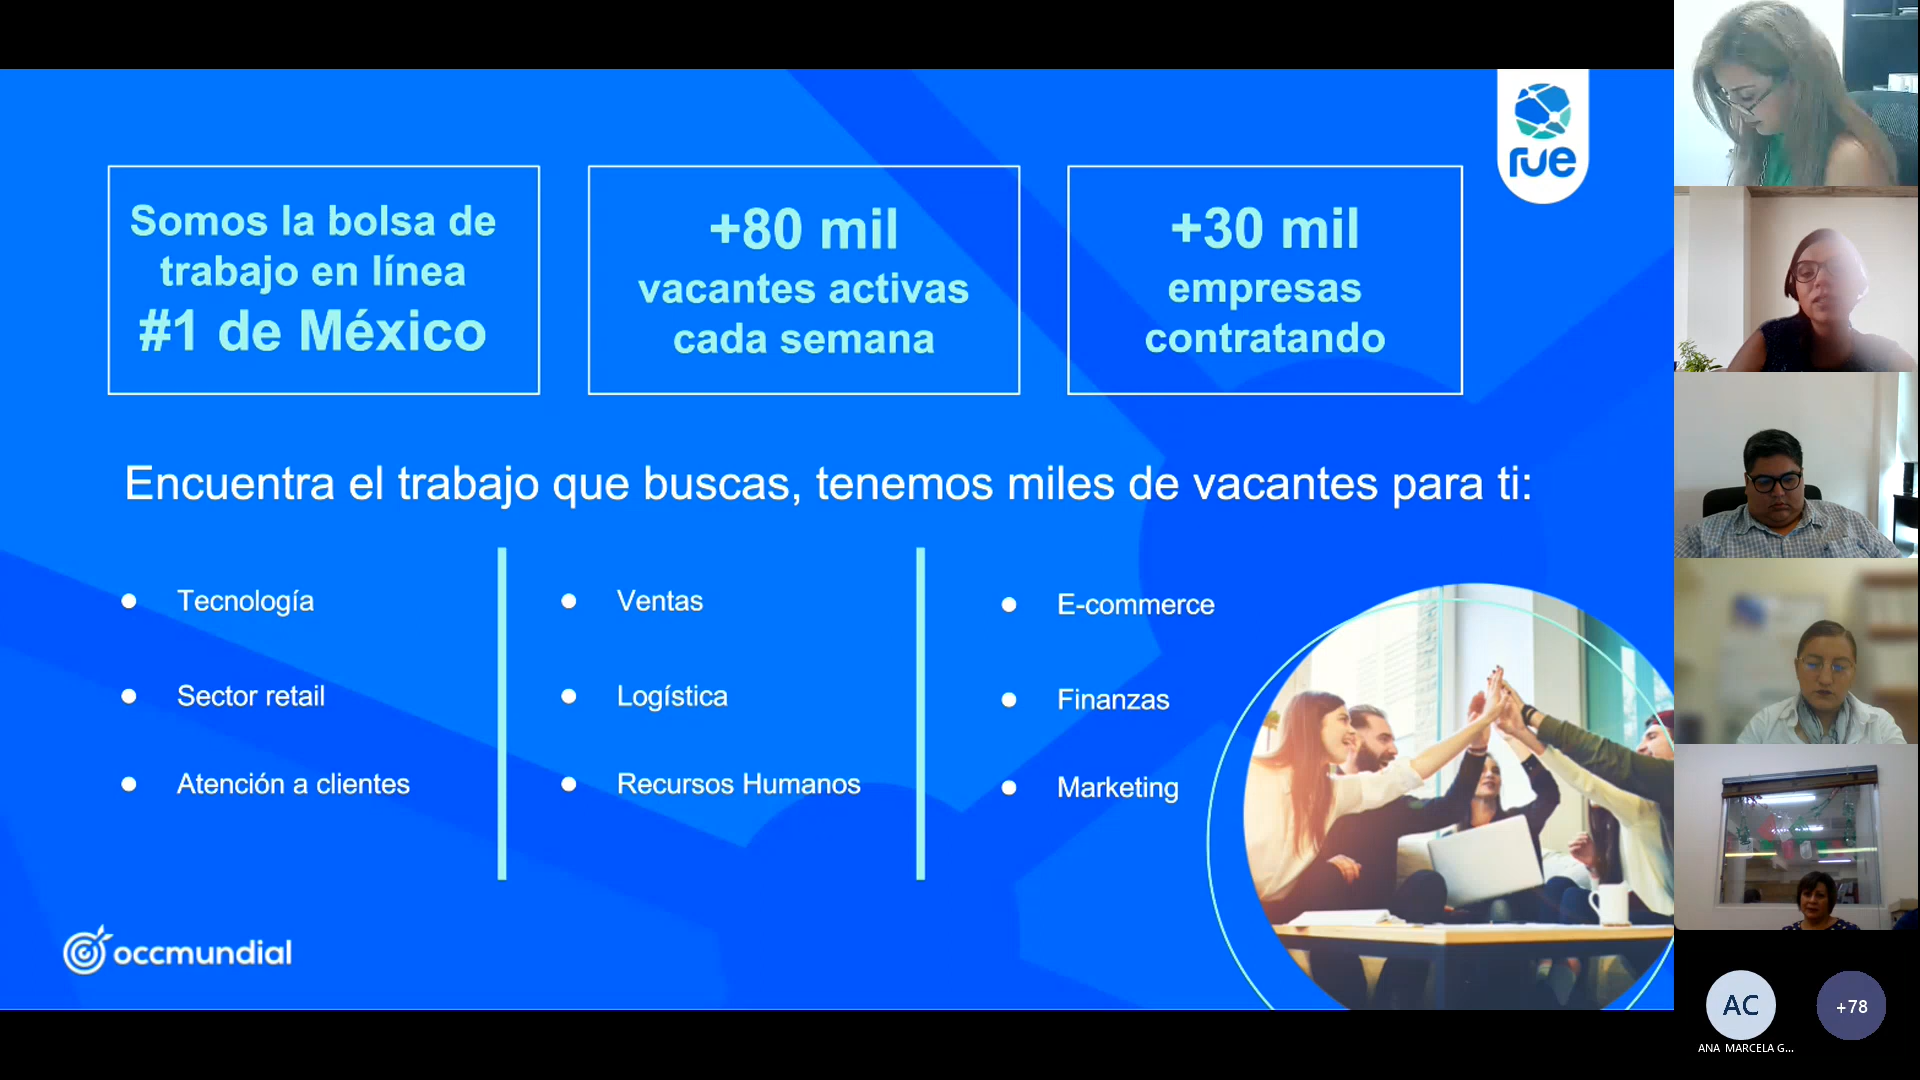 rue
Somos la bolsa de
trabajo en línea
#1 de México
+80 mil
vacantes activas
cada semana
+30 mil
empresas
contratando
Encuentra el trabajo que buscas, tenemos miles de vacantes para ti:
Tecnología
Sector retail
Atención a clientes
Ventas
Logística
Recursos Humanos
E-commerce
Finanzas
Marketing
occmundial
AC
ANA MARCELA G...
+78